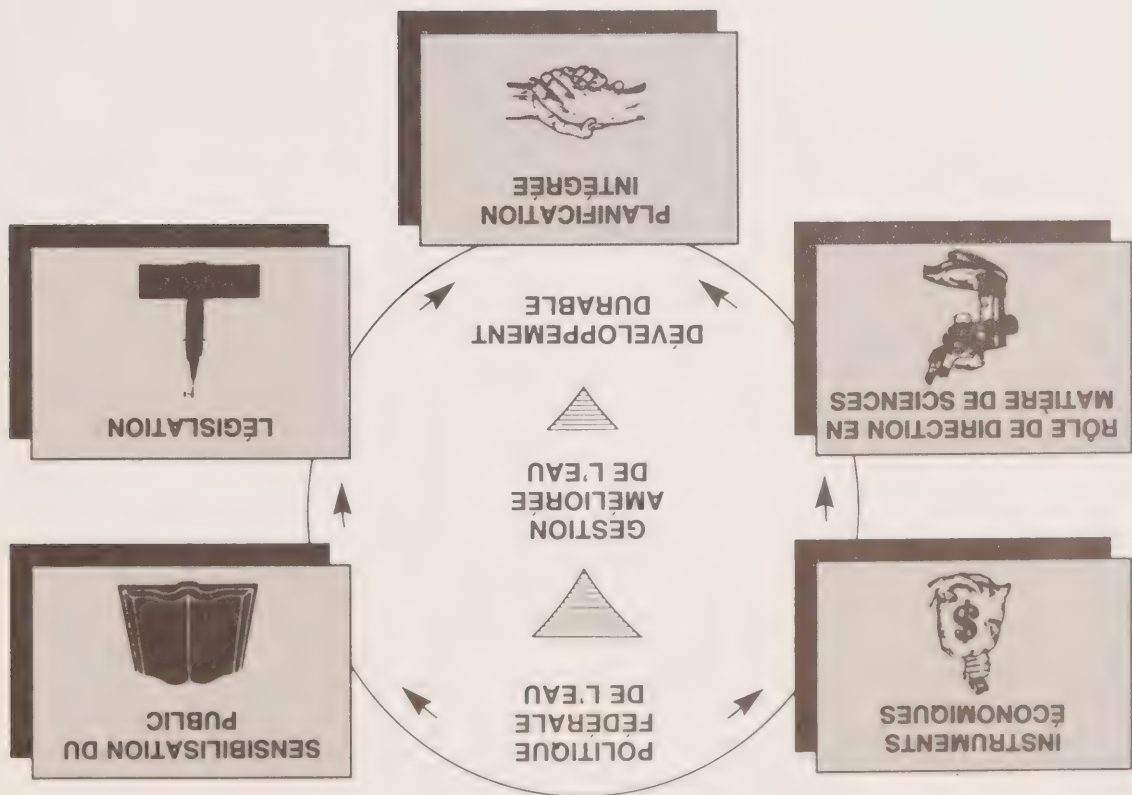 INSTRUMENTS
ÉCONOMIQUES
$
POLITIQUE
FÉDÉRALE
DE L'EAU
SENSIBILISATION DU
PUBLIC
RÔLE DE DIRECTION EN
MATIÈRE DE SCIENCES
GESTION
AMÉLIORÉE
DE L'EAU
LÉGISLATION
DÉVELOPPEMENT
DURABLE
PLANIFICATION
INTÉGRÉE